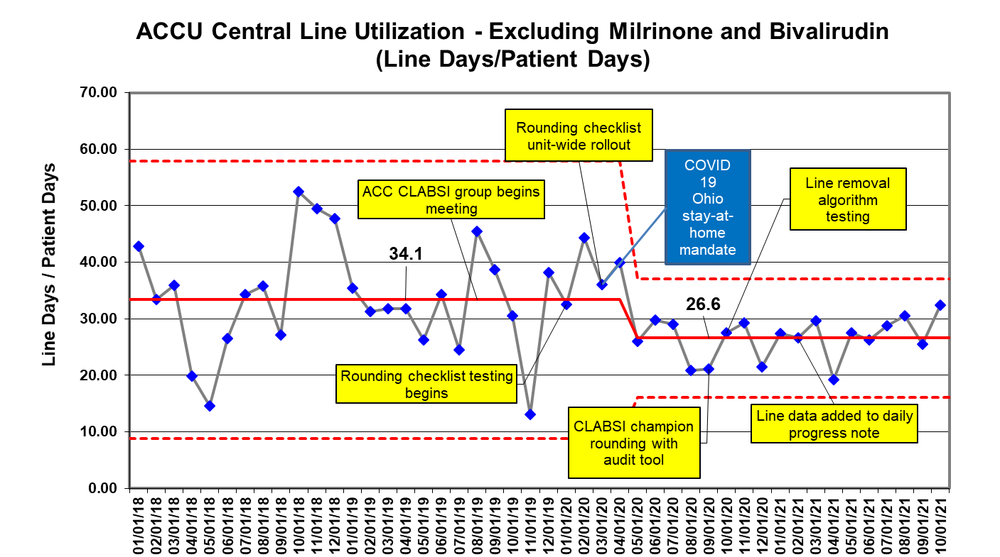 ACCU Central Line Utilization - Excluding Milrinone and Bivalirudin
(Line Days/Patient Days)
Line Days / Patient Days
70.00
60.00
50.00
40.00
30.00
20.00
10.00
0.00
Rounding checklist
unit-wide rollout
COVID
19
Ohio
stay-at-
home
mandate
Line removal
algorithm
testing
ACC CLABSI group begins
meeting
34.1
26.6
Rounding checklist testing
begins
CLABSI champion
rounding with
audit tool
Line data added to daily
progress note
01/01/18
02/01/18
03/01/18
04/01/18
05/01/18
06/01/18
07/01/18
08/01/18
09/01/18
10/01/18
11/01/18
12/01/18
01/01/19
02/01/19
03/01/19
04/01/19
05/01/19
06/01/19
07/01/19
08/01/19
09/01/19
10/01/19
11/01/19
12/01/19
01/01/20
02/01/20
03/01/20
04/01/20
05/01/20
06/01/20
07/01/20
08/01/20
09/01/20
10/01/20
11/01/20
12/01/20
01/01/21
02/01/21
03/01/21
04/01/21
05/01/21
06/01/21
07/01/21
08/01/21
09/01/21
10/01/21